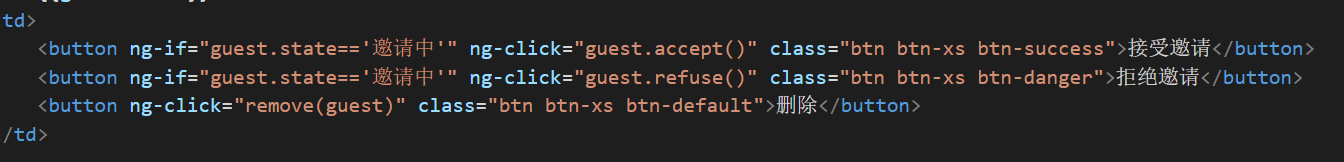 td>
<button ng-if="guest.state=='邀请中'" ng-click="guest.accept()" class="btn btn-xs btn-success">接受邀请</button>
<button ng-if="guest.state=='邀请中'" ng-click="guest.refuse()" class="btn btn-xs btn-danger">拒绝邀请</button>
<button ng-click="remove(guest)" class="btn btn-xs btn-default">删除</button>
/td>